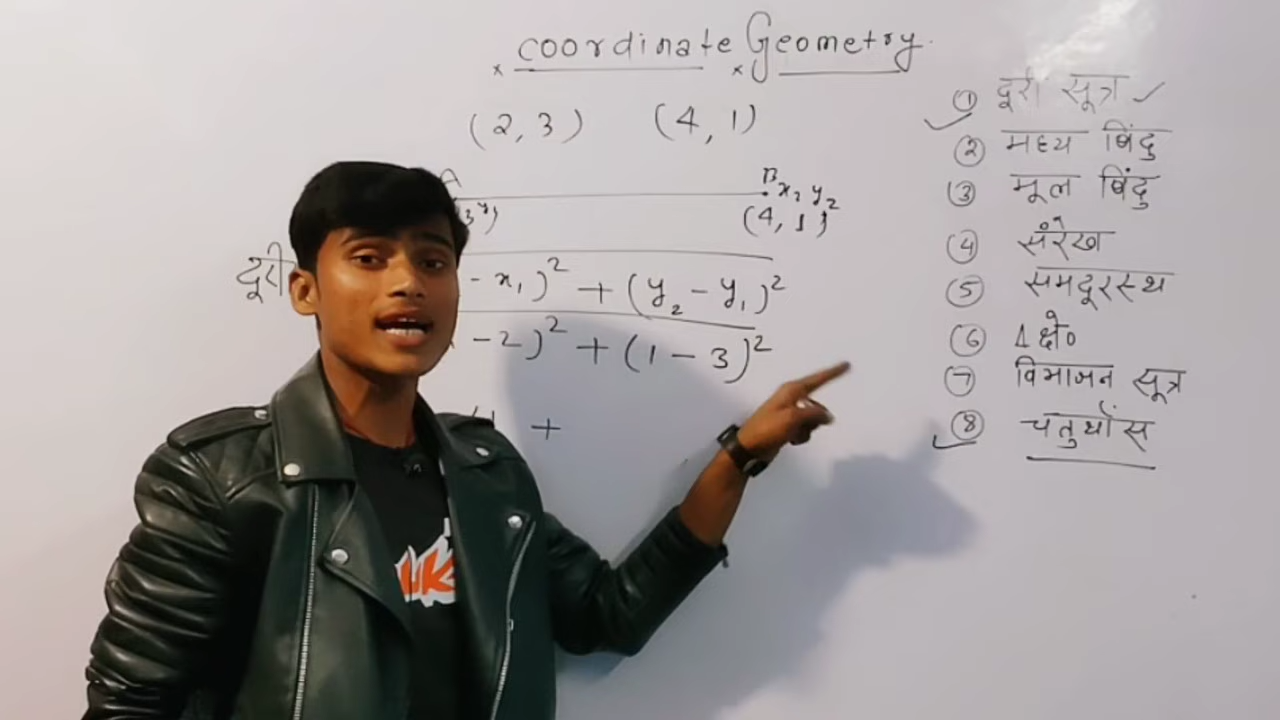 coordinate Geometry.
(2, 3) (4, 1)
A B x₂ y₂
(4, 1)
दूरी - x₁)² + (y₂ - y₁)²
- 2)² + (1 - 3)²
+
① दूरी सूत्र ✓
② मध्य बिंदु
③ मूल बिंदु
④ संरेख
⑤ समदूरस्थ
⑥ Δ क्षे०
⑦ विभाजन सूत्र
⑧ चतुर्थांस